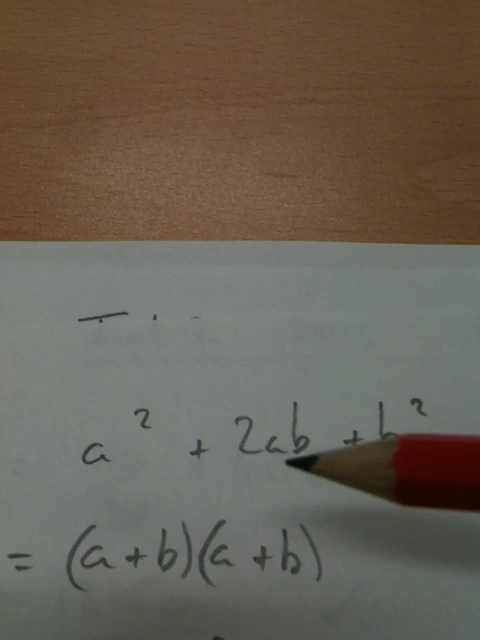 a² + 2ab + b²
= (a+b)(a+b)